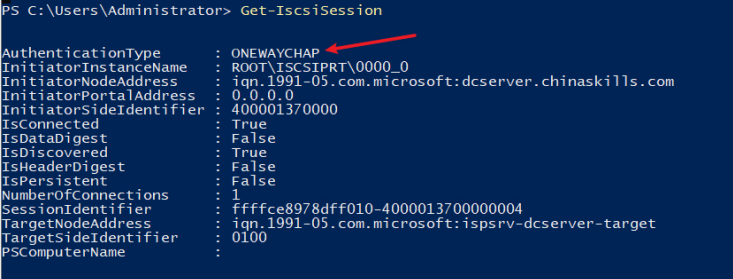 PS C:\Users\Administrator> Get-IscsiSession
AuthenticationType : ONEWAYCHAP
InitiatorInstanceName : ROOT\ISCSIPRT\0000_0
InitiatorNodeAddress : iqn.1991-05.com.microsoft:dcserver.chinaskills.com
InitiatorPortalAddress : 0.0.0.0
InitiatorSideIdentifier : 400001370000
IsConnected : True
IsDataDigest : False
IsDiscovered : True
IsHeaderDigest : False
IsPersistent : False
NumberOfConnections : 1
SessionIdentifier : ffffce8978dff010-4000013700000004
TargetNodeAddress : iqn.1991-05.com.microsoft:ispsrv-dcserver-target
TargetSideIdentifier : 0100
PSComputerName :